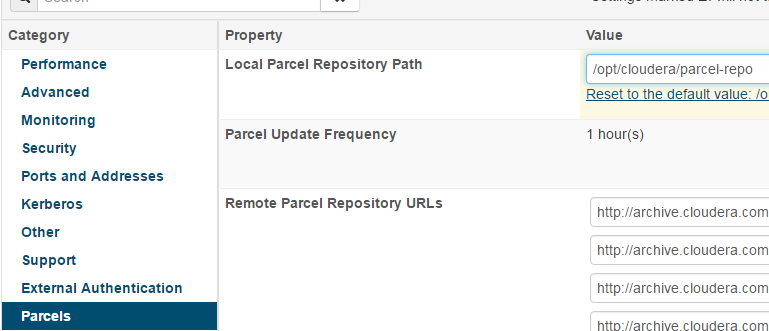 Search
Category
Property
Value
Performance
Local Parcel Repository Path
/opt/cloudera/parcel-repo
Advanced
Reset to the default value: /o
Monitoring
Parcel Update Frequency
1 hour(s)
Security
Ports and Addresses
Kerberos
Remote Parcel Repository URLs
http://archive.cloudera.com
Other
http://archive.cloudera.com
Support
External Authentication
http://archive.cloudera.com
Parcels
http://archive.cloudera.com